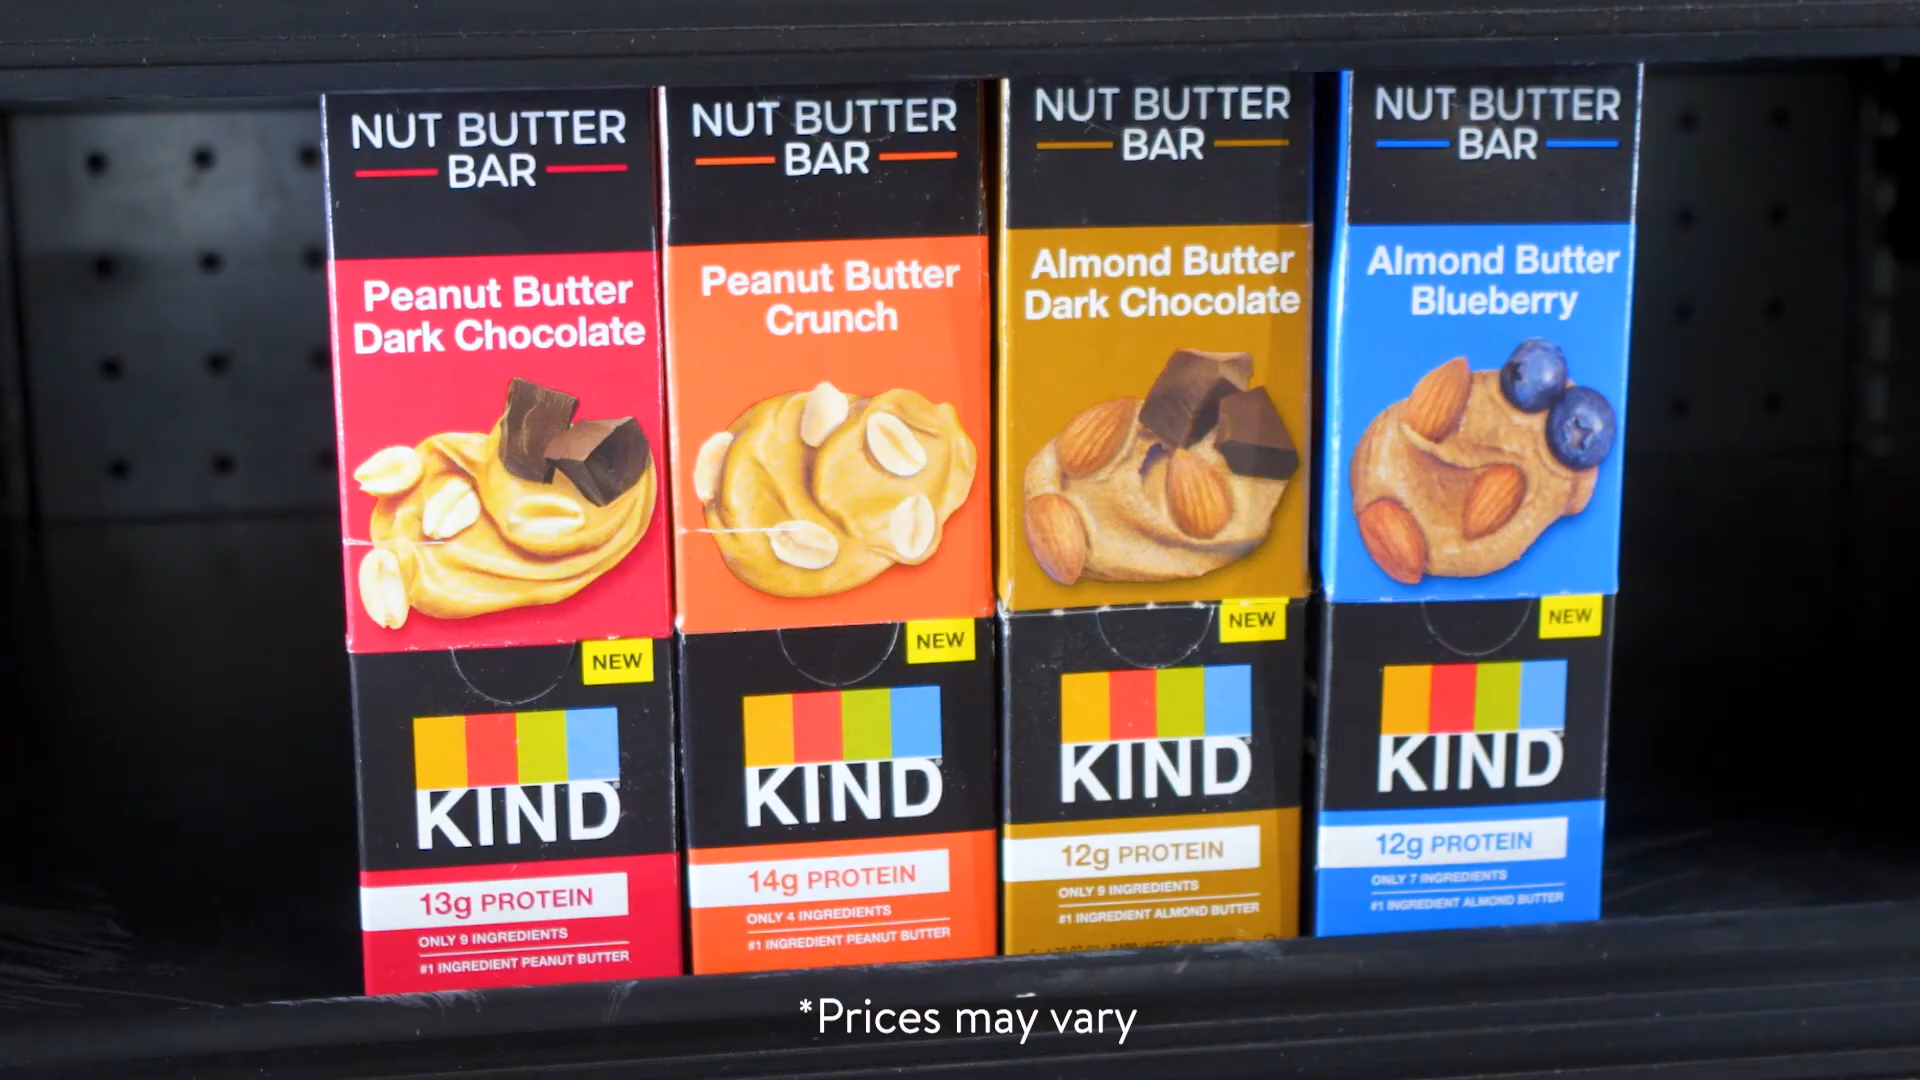 NUT BUTTER
BAR
Peanut Butter
Dark Chocolate
NEW
KIND
13g PROTEIN
ONLY 9 INGREDIENTS
#1 INGREDIENT PEANUT BUTTER
NUT BUTTER
BAR
Peanut Butter
Crunch
NEW
KIND
14g PROTEIN
ONLY 4 INGREDIENTS
#1 INGREDIENT PEANUT BUTTER
NUT BUTTER
BAR
Almond Butter
Dark Chocolate
NEW
KIND
12g PROTEIN
ONLY 9 INGREDIENTS
#1 INGREDIENT ALMOND BUTTER
NUT BUTTER
BAR
Almond Butter
Blueberry
NEW
KIND
12g PROTEIN
ONLY 7 INGREDIENTS
#1 INGREDIENT ALMOND BUTTER
*Prices may vary